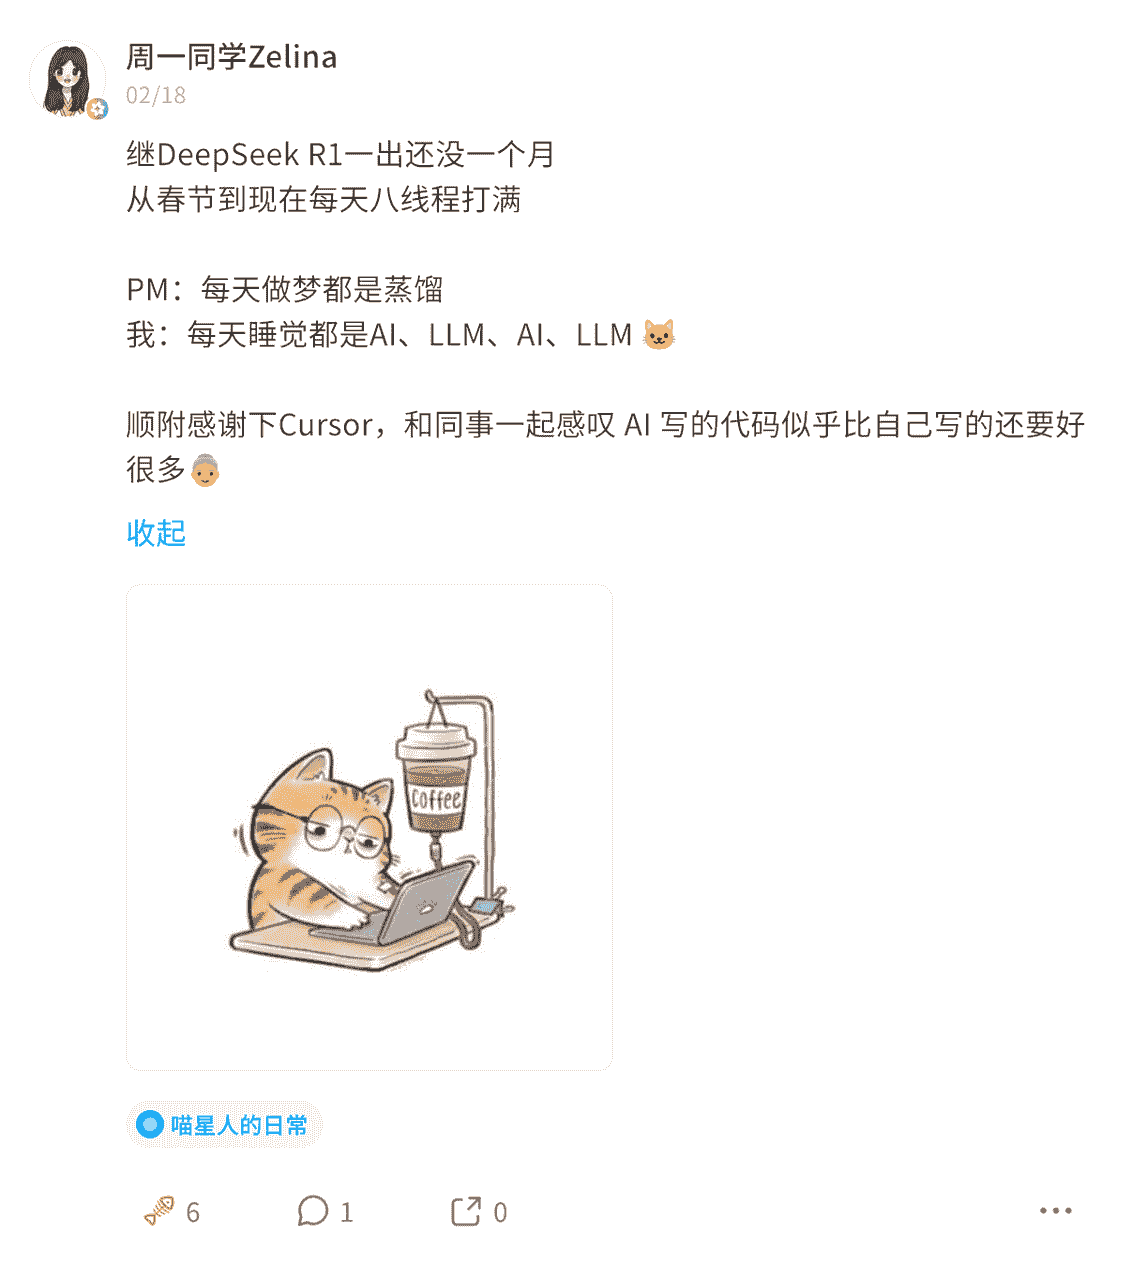 周一同学Zelina
02/18
继DeepSeek R1一出还没一个月
从春节到现在每天八线程打满
PM：每天做梦都是蒸馏
我：每天睡觉都是AI、LLM、AI、LLM 🐱
顺附感谢下Cursor，和同事一起感叹 AI 写的代码似乎比自己写的还要好
很多👵
收起
Coffee
喵星人的日常
6
1
0